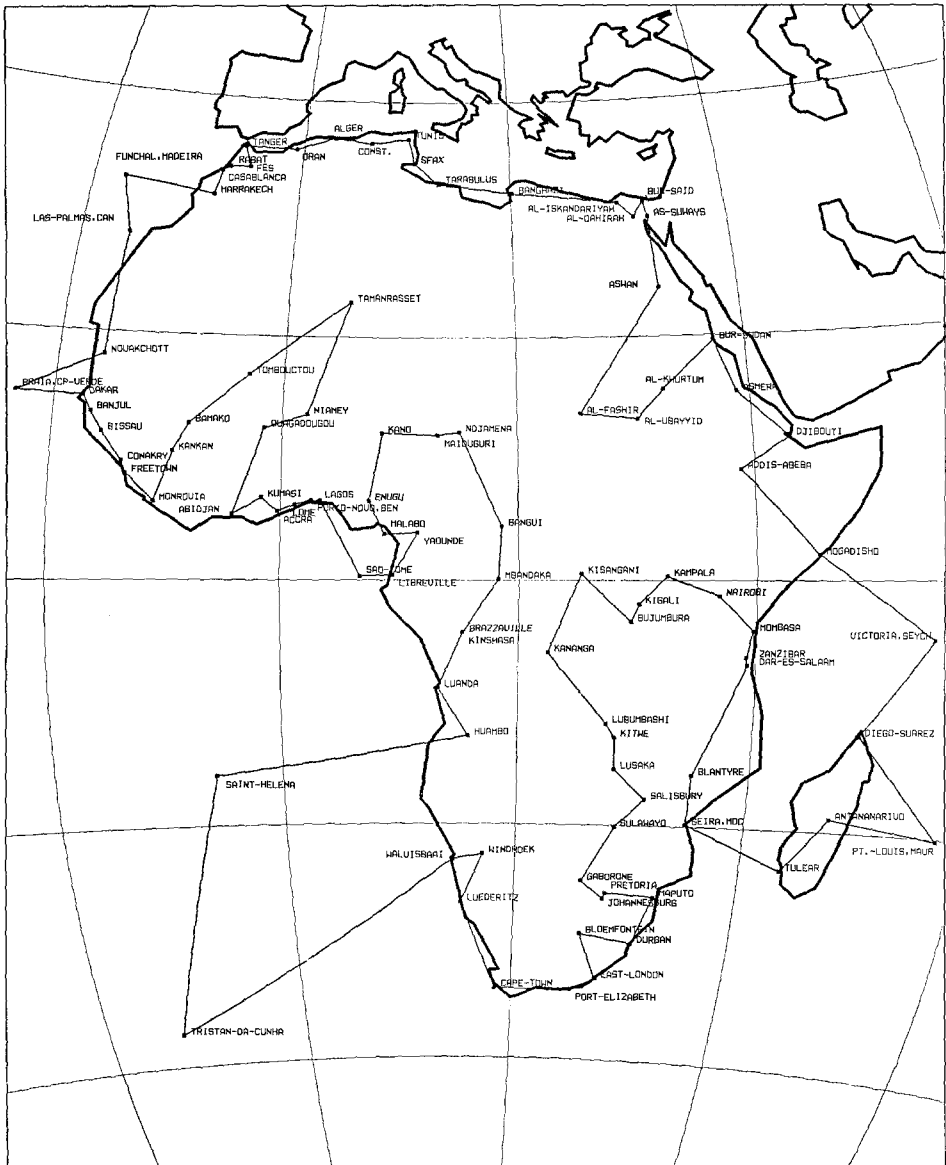 ALGER
TUNIS
TANGER
ORAN
CONST.
FUNCHAL,MADEIRA
RABAT
FES
SFAX
CASABLANCA
MARRAKECH
TARABULUS
BANGHAZI
BUR-SAID
AL-ISKANDARIYAH
AL-QAHIRAH
AS-SUWAYS
LAS-PALMAS,CAN
ASWAN
TAMANRASSET
NOUAKCHOTT
BUR-SUDAN
TOMBOUCTOU
PRAIA,CP-VERDE
DAKAR
AL-KHURTUM
ASMERA
BANJUL
NIAMEY
AL-FASHIR
AL-UBAYYID
BAMAKO
OUAGADOUGOU
BISSAU
KANO
NDJAMENA
MAIDUGURI
DJIBOUTI
KANKAN
CONAKRY
FREETOWN
ADDIS-ABEBA
MONROVIA
KUMASI
LAGOS
ENUGU
PORTO-NOVO,BEN
ABIDJAN
LOME
ACCRA
MALABO
BANGUI
YAOUNDE
MOGADISHO
SAO-TOME
LIBREVILLE
MBANDAKA
KISANGANI
KAMPALA
NAIROBI
KIGALI
BUJUMBURA
BRAZZAVILLE
KINSHASA
MOMBASA
VICTORIA,SEYCH
KANANGA
ZANZIBAR
DAR-ES-SALAAM
LUANDA
LUBUMBASHI
HUAMBO
KITWE
DIEGO-SUAREZ
LUSAKA
BLANTYRE
SAINT-HELENA
SALISBURY
ANTANANARIVO
BULAWAYO
BEIRA,MOC
WINDHOEK
WALVISBAAI
PT.-LOUIS,MAUR
TULEAR
GABORONE
PRETORIA
MAPUTO
LUEDERITZ
JOHANNESBURG
BLOEMFONTEIN
DURBAN
EAST-LONDON
CAPE-TOWN
PORT-ELIZABETH
TRISTAN-DA-CUNHA